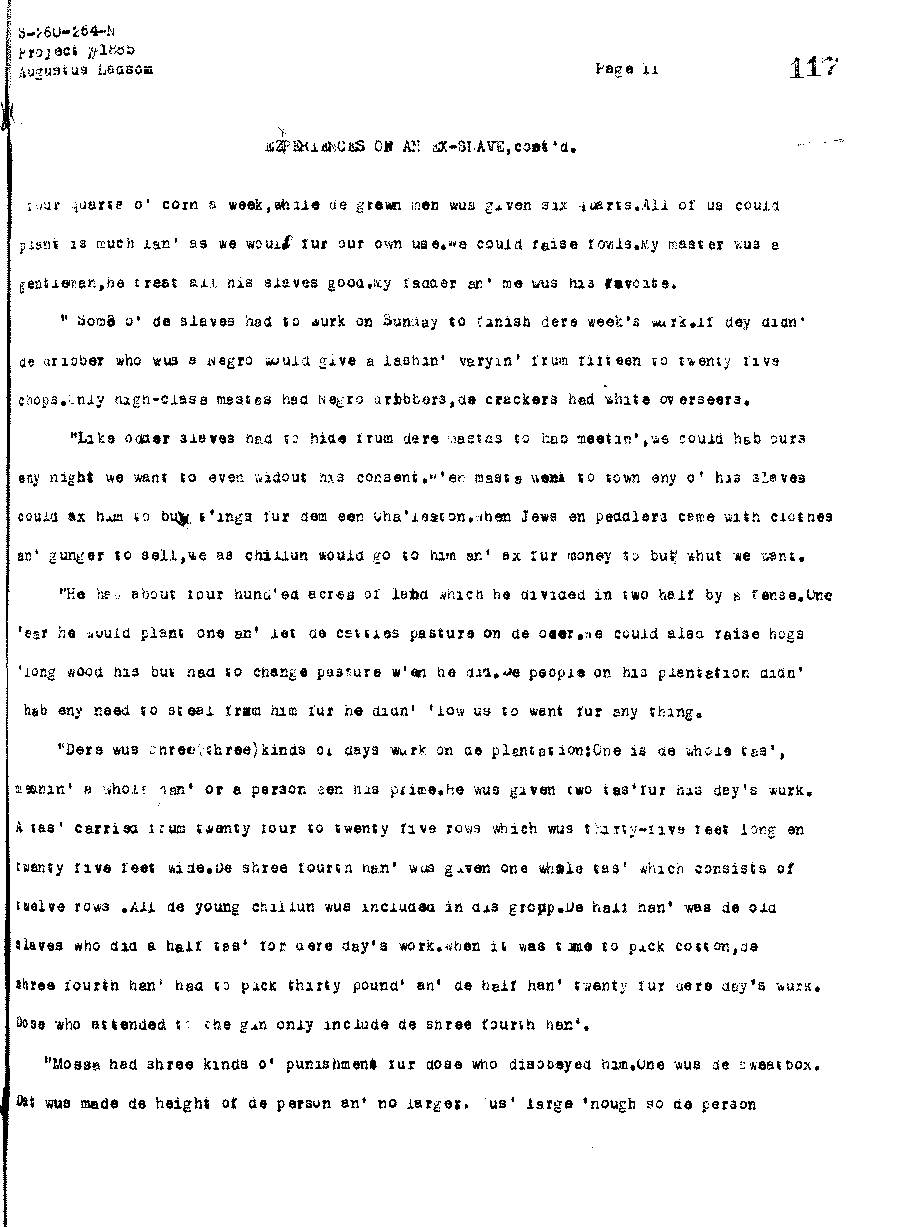 S-260-264-N
Project #1885
Augustus Ladson
Page 11
117
EXPERIENCES ON AN EX-SLAVE,cont'd.
four quarts o' corn a week,while de grown men wus given six quarts.All of us could
plant is much lan' as we would fur our own use.We could raise fowls.My master wus a
gentleman,he treat all his slaves good.My fadder an' me wus his favoite.
" Some o' de slaves had to wurk on Sunday to finish dere week's wurk.If dey didn'
de driber who wus a Negro would give a lashin' varyin' frum fifteen to twenty five
chops.Only high-class mastas had Negro dribbers,de crackers had white overseers.
"Like odder slaves had to hide frum dere mastas to hab meetin',we could hab ours
any night we want to even widout his consent.W'en masta went to town eny o' his slaves
could ax him to buy t'ings fur dem een Cha'leston.When Jews en peddlers came with clothes
an' gunger to sell,we as chillun would go to him an' ax fur money to buy whut we want.
"He had about four hund'ed acres of land which he divided in two half by a fense.One
'ear he would plant one an' let de cattles pasture on de oder.We could also raise hogs
'long wood his but had to change pasture w'en he did.De people on his plantation didn'
hab eny need to steal fram him fur he didn' 'low us to want fur any thing.
"Dere wus shree(three)kinds of days wurk on de plantation:One is de whole tas',
meanin' a whole han' or a person een his prime.He wus given two tas'fur his day's wurk.
A tas' carried frum twenty four to twenty five rows which wus thirty-five feet long en
twenty five feet wide.De shree fourth han' wus given one whole tas' which consists of
twelve rows .All de young chillun wus included in dis group.De half han' was de old
slaves who did a half tas' for dere day's work.When it was time to pick cotton,de
shree fourth han' had to pick thirty pound' an' de half han' twenty fur dere day's wurk.
Dose who attended to the gin only include de shree fourth han'.
"Mossa had shree kinds o' punishment fur dose who disobeyed him.One wus de sweatbox.
Dat wus made de height of de person an' no larger. Jus' large 'nough so de person